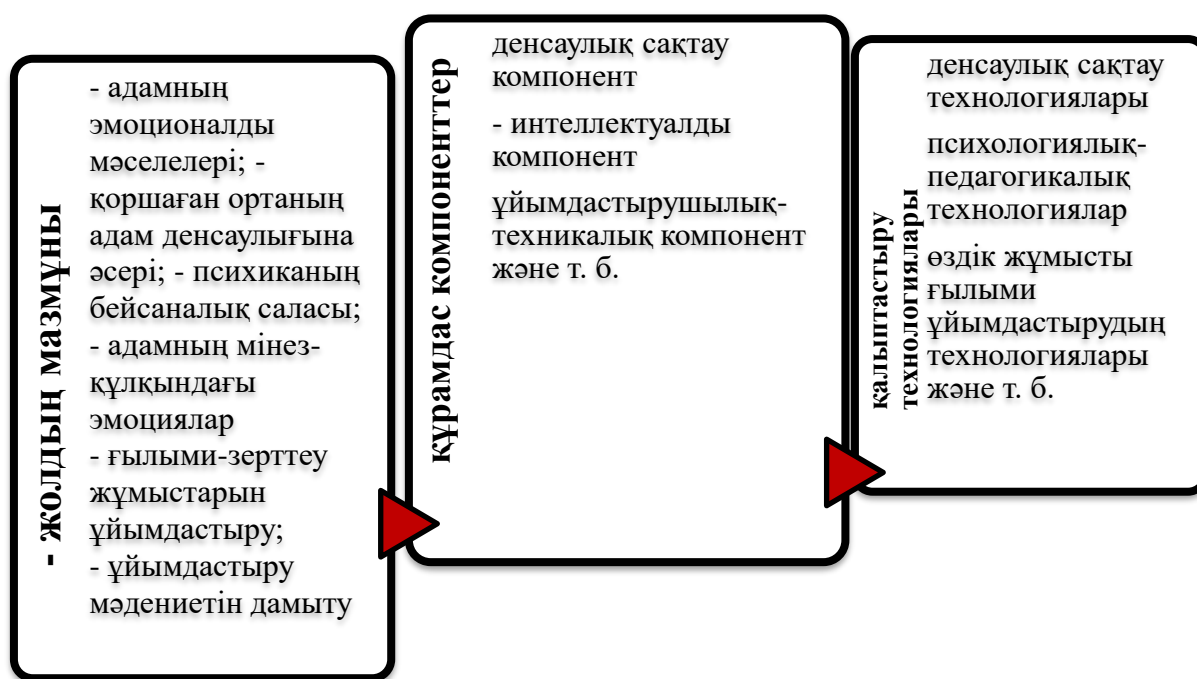 - жолдың мазмұны
- адамның
эмоционалды
мәселелері; -
қоршаған ортаның
адам денсаулығына
әсері; - психиканың
бейсаналық саласы;
- адамның мінез-
құлқындағы
эмоциялар
- ғылыми-зерттеу
жұмыстарын
ұйымдастыру;
- ұйымдастыру
мәдениетін дамыту
құрамдас компоненттер
денсаулық сақтау
компонент
- интеллектуалды
компонент
ұйымдастырушылық-
техникалық компонент
және т. б.
қалыптастыру
технологиялары
денсаулық сақтау
технологиялары
психологиялық-
педагогикалық
технологиялар
өздік жұмысты
ғылыми
ұйымдастырудың
технологиялары
және т. б.